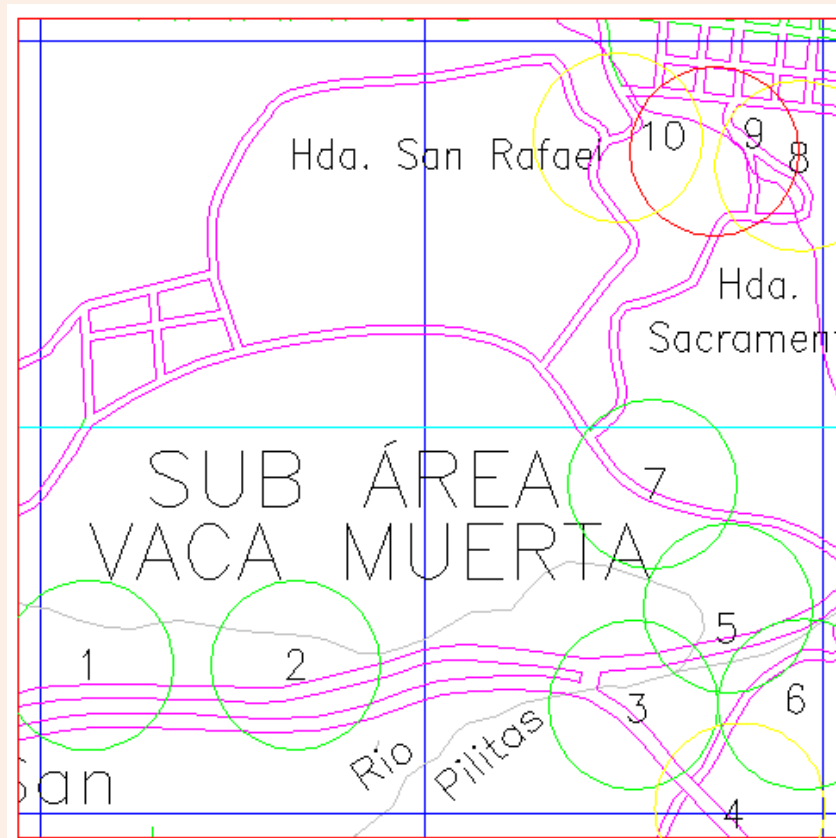 10
9
8
Hda. San Rafael
Hda.
Sacrament
SUB ÁREA
7
VACA MUERTA
5
1
2
6
3
Río Pilitas
San
4